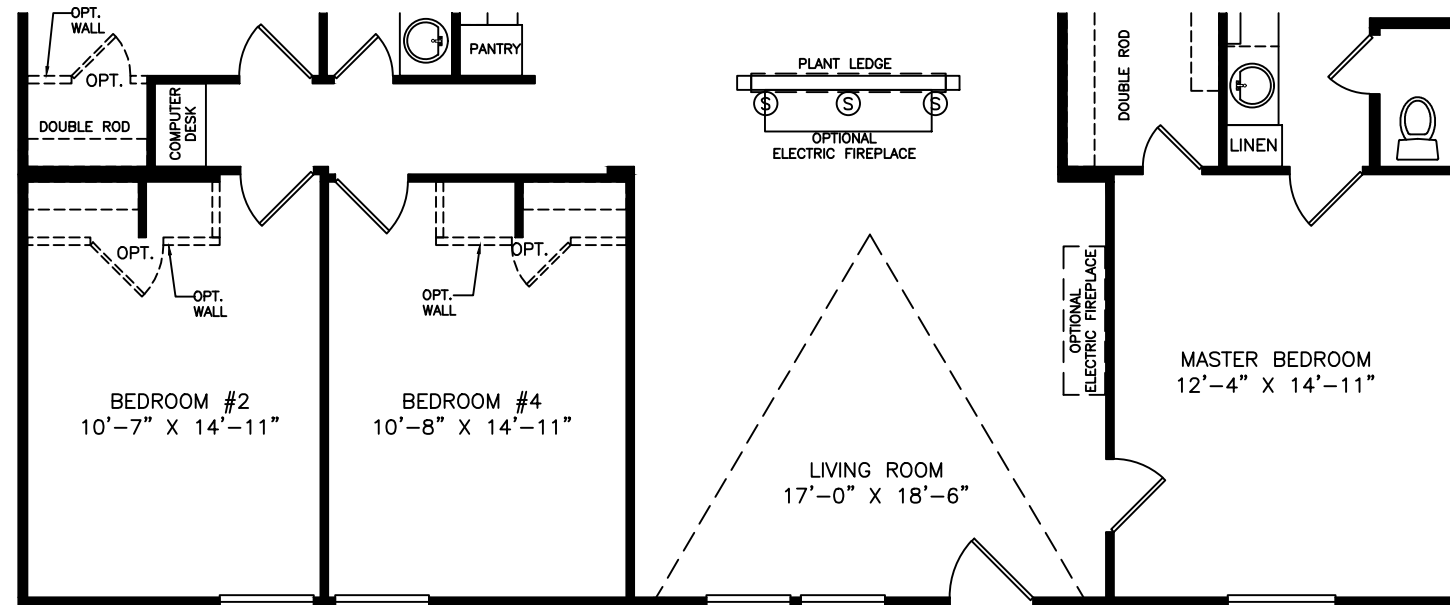 OPT.
WALL
OPT.
DOUBLE ROD
COMPUTER
DESK
PANTRY
PLANT LEDGE
S S S
OPTIONAL
ELECTRIC FIREPLACE
DOUBLE ROD
LINEN
OPT.
OPT.
WALL
OPT.
OPT.
WALL
OPTIONAL
ELECTRIC FIREPLACE
BEDROOM #2
10'-7" X 14'-11"
BEDROOM #4
10'-8" X 14'-11"
LIVING ROOM
17'-0" X 18'-6"
MASTER BEDROOM
12'-4" X 14'-11"